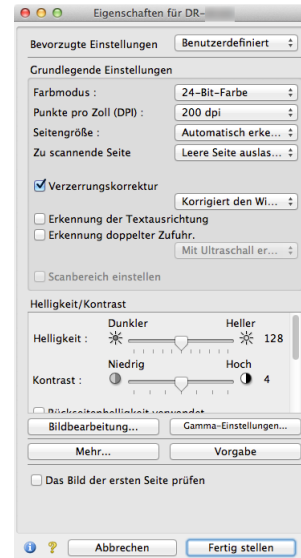 Eigenschaften für DR-
Bevorzugte Einstellungen Benutzerdefiniert
Grundlegende Einstellungen
Farbmodus : 24-Bit-Farbe
Punkte pro Zoll (DPI) : 200 dpi
Seitengröße : Automatisch erke...
Zu scannende Seite Leere Seite auslas...
Verzerrungskorrektur
Korrigiert den Wi...
Erkennung der Textausrichtung
Erkennung doppelter Zufuhr.
Mit Ultraschall er...
Scanbereich einstellen
Helligkeit/Kontrast
Dunkler Heller
Helligkeit : 128
Niedrig Hoch
Kontrast : 4
Rückseitenhelligkeit verwendet
Bildbearbeitung... Gamma-Einstellungen...
Mehr... Vorgabe
Das Bild der ersten Seite prüfen
Abbrechen Fertig stellen